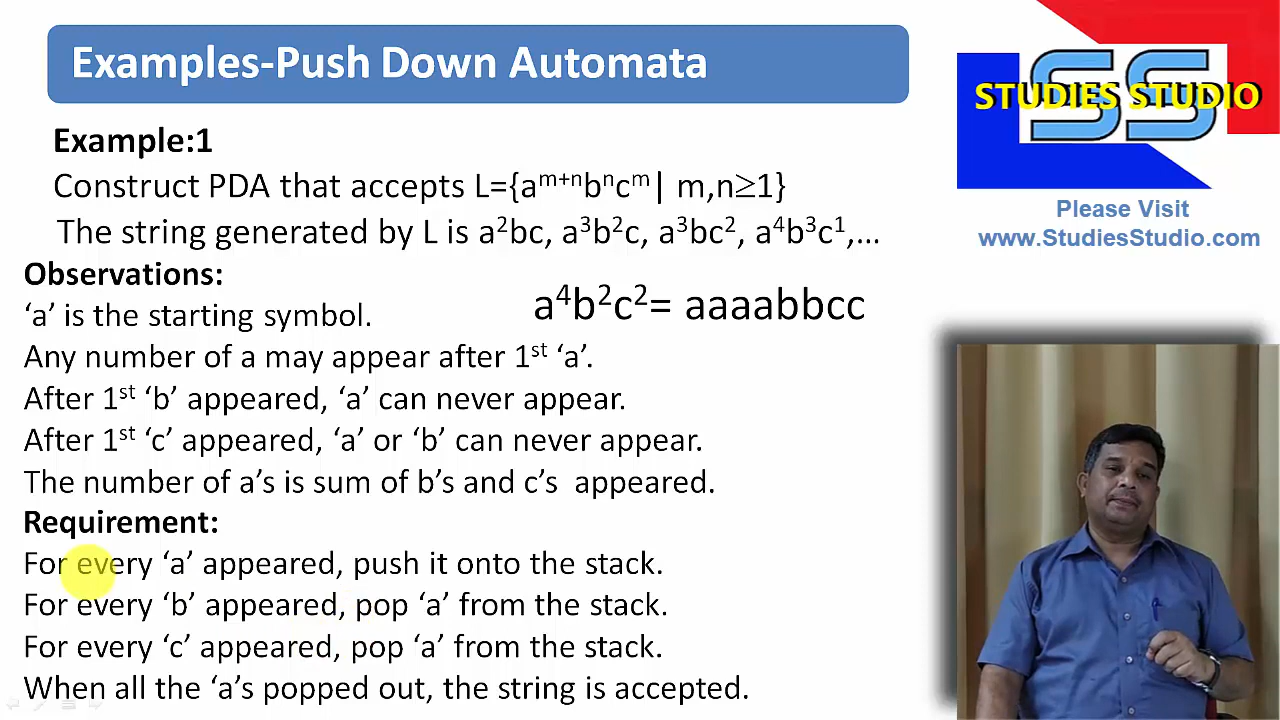 Examples-Push Down Automata
SS
STUDIES STUDIO
Please Visit
www.StudiesStudio.com
Example:1
Construct PDA that accepts L={aᵐ⁺ⁿbⁿcᵐ| m,n≥1}
The string generated by L is a²bc, a³b²c, a³bc², a⁴b³c¹,...
Observations:
a⁴b²c²= aaaabbcc
‘a’ is the starting symbol.
Any number of a may appear after 1ˢᵗ ‘a’.
After 1ˢᵗ ‘b’ appeared, ‘a’ can never appear.
After 1ˢᵗ ‘c’ appeared, ‘a’ or ‘b’ can never appear.
The number of a’s is sum of b’s and c’s appeared.
Requirement:
For every ‘a’ appeared, push it onto the stack.
For every ‘b’ appeared, pop ‘a’ from the stack.
For every ‘c’ appeared, pop ‘a’ from the stack.
When all the ‘a’s popped out, the string is accepted.